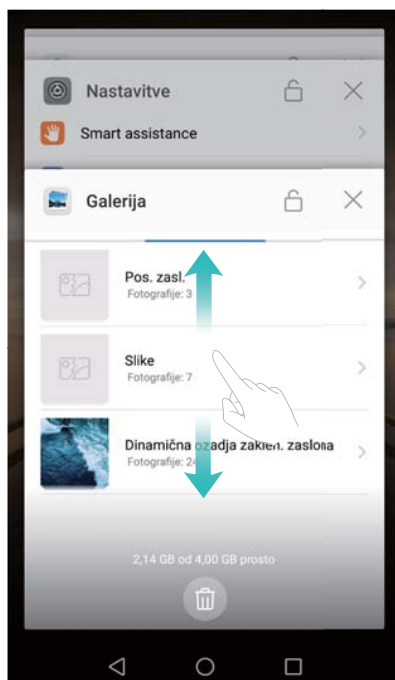 Nastavitve
Smart assistance
Galerija
Pos. zasl.
Fotografije: 3
Slike
Fotografije: 7
Dinamična ozadja zaklen. zaslona
Fotografije:
2,14 GB od 4,00 GB prosto